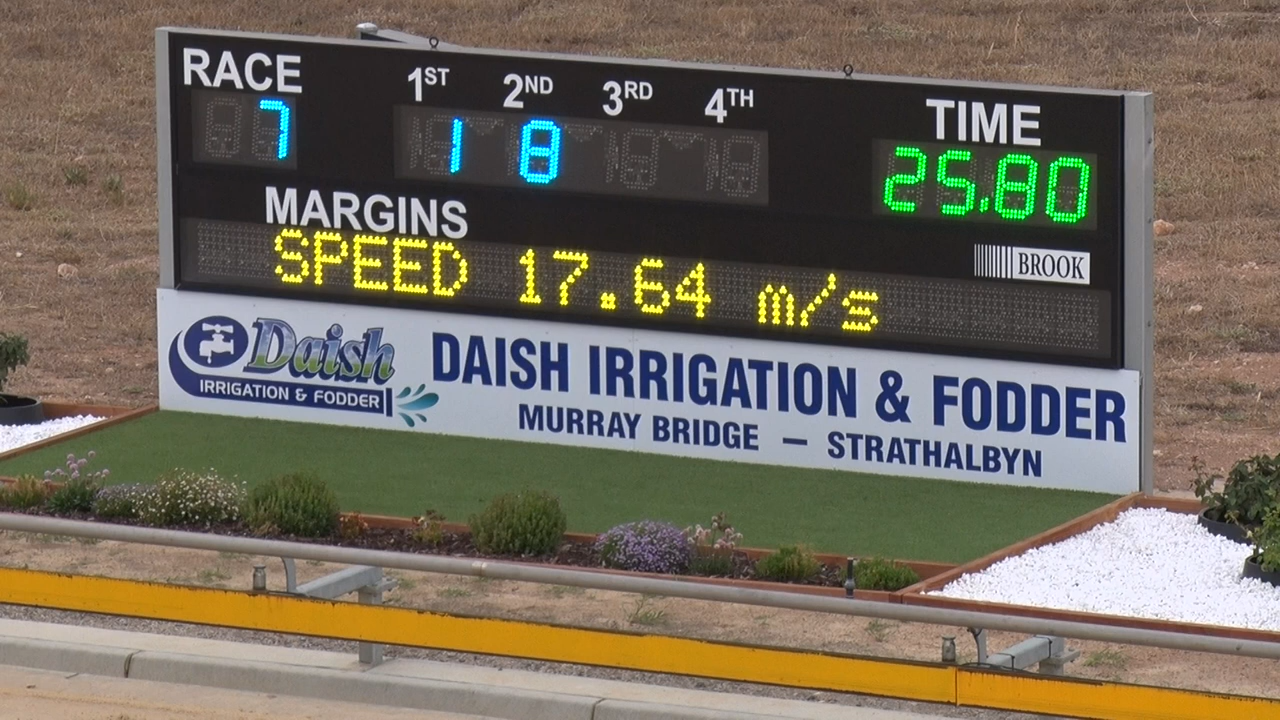 RACE 1ST 2ND 3RD 4TH TIME
7 1 8 25.80
MARGINS
BROOK
SPEED 17.64 m/s
Daish
IRRIGATION & FODDER
DAISH IRRIGATION & FODDER
MURRAY BRIDGE — STRATHALBYN